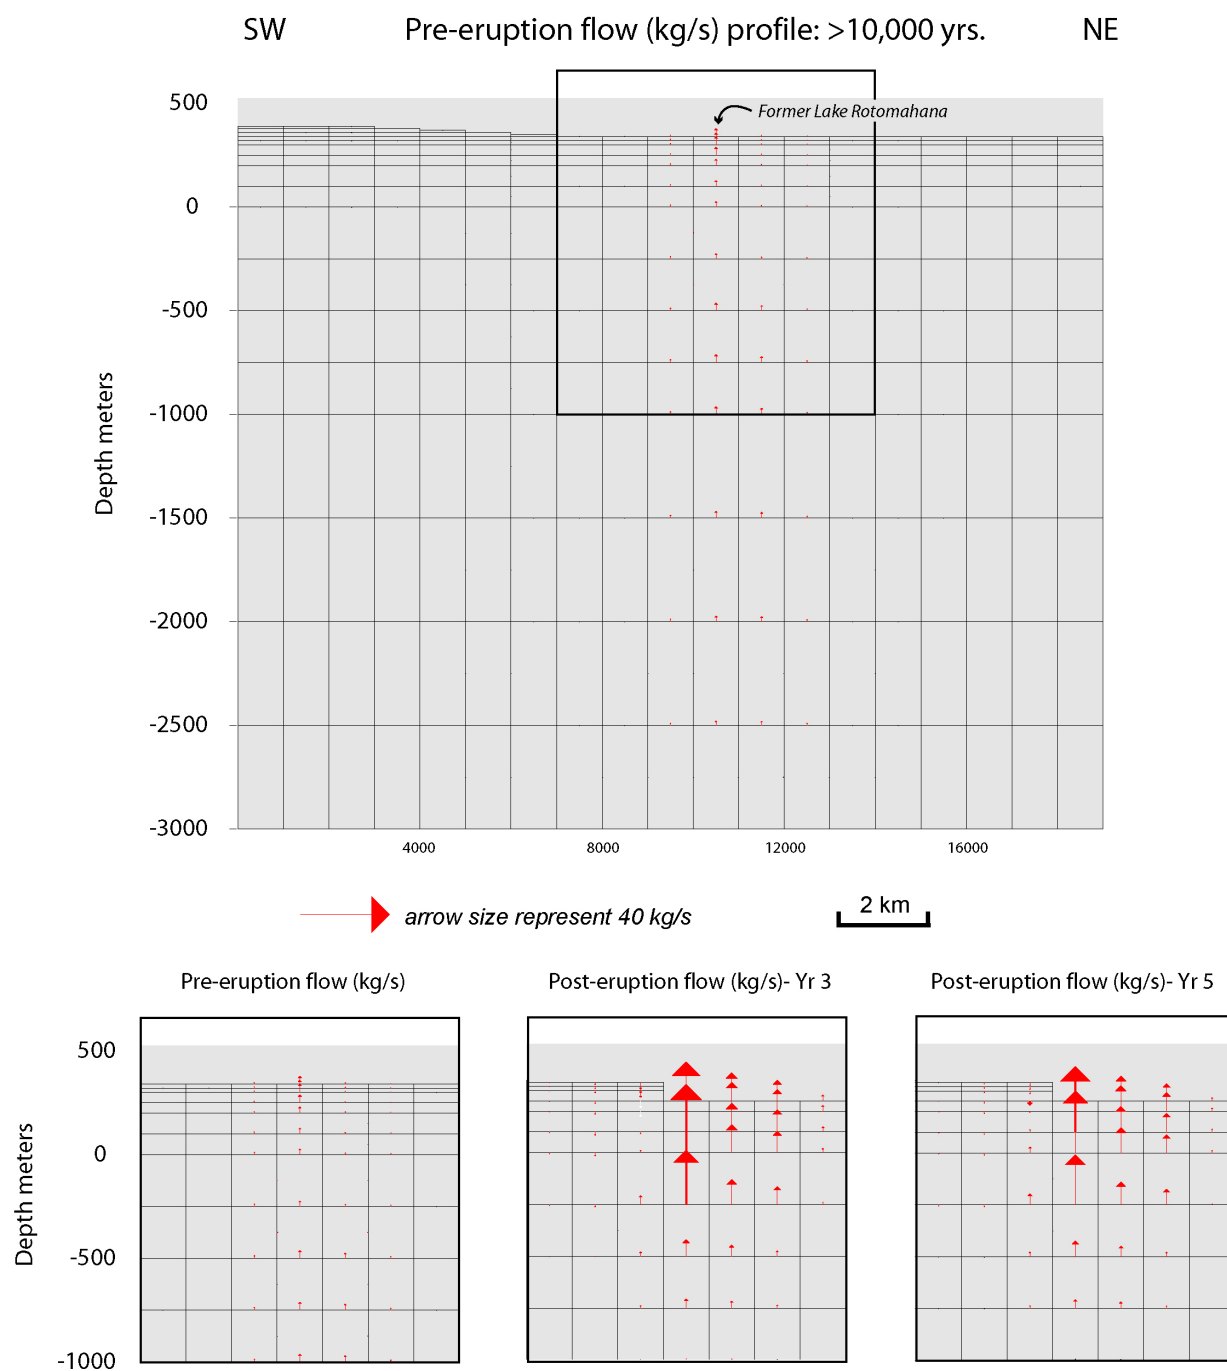 SW Pre-eruption flow (kg/s) profile: >10,000 yrs. NE
500
Former Lake Rotomahana
0
-500
-1000
Depth meters
-1500
-2000
-2500
-3000
4000 8000 12000 16000
arrow size represent 40 kg/s 2 km
Pre-eruption flow (kg/s) Post-eruption flow (kg/s)- Yr 3 Post-eruption flow (kg/s)- Yr 5
500
0
Depth meters
-500
-1000